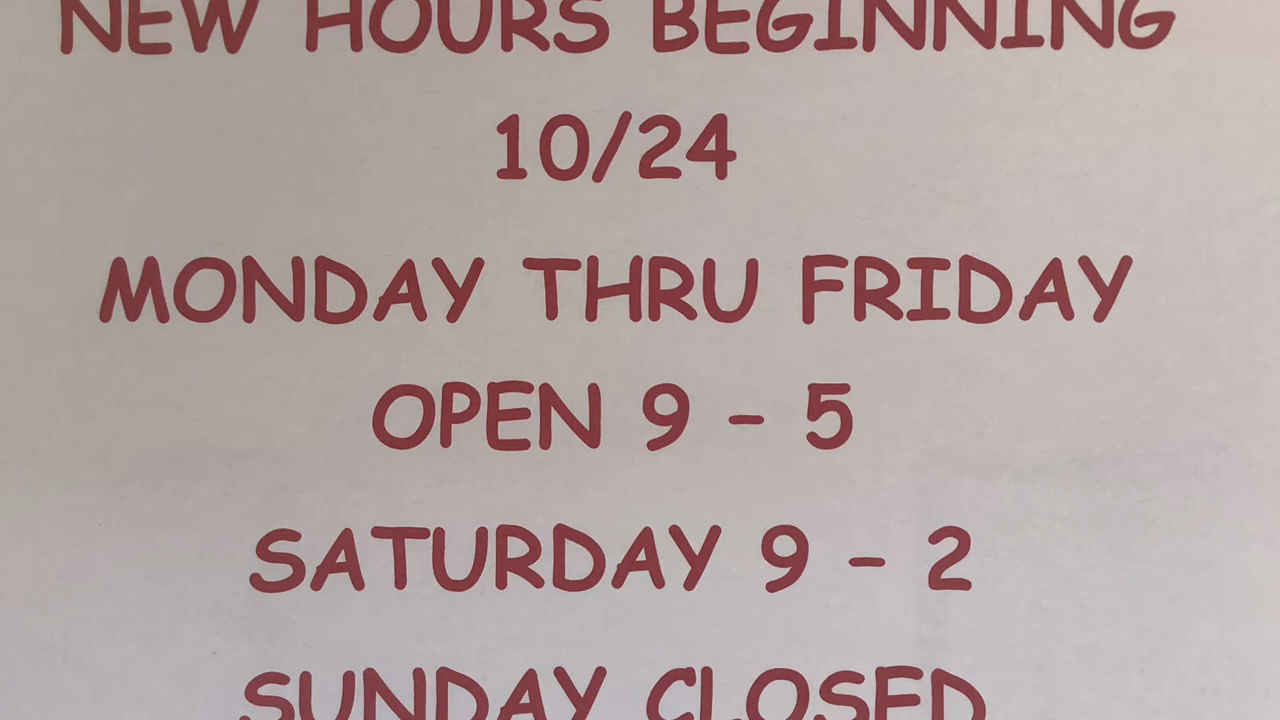 NEW HOURS BEGINNING
10/24
MONDAY THRU FRIDAY
OPEN 9 - 5
SATURDAY 9 - 2
SUNDAY CLOSED